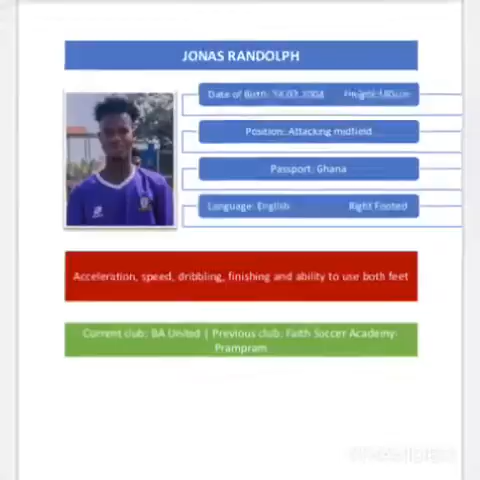 JONAS RANDOLPH
Date of Birth: Height:
Position: Attacking midfield
Passport: Ghana
Language: English Right Footed
Acceleration, speed, dribbling, finishing and ability to use both feet
Current club: BA United | Previous club: Faith Soccer Academy-
Prampram